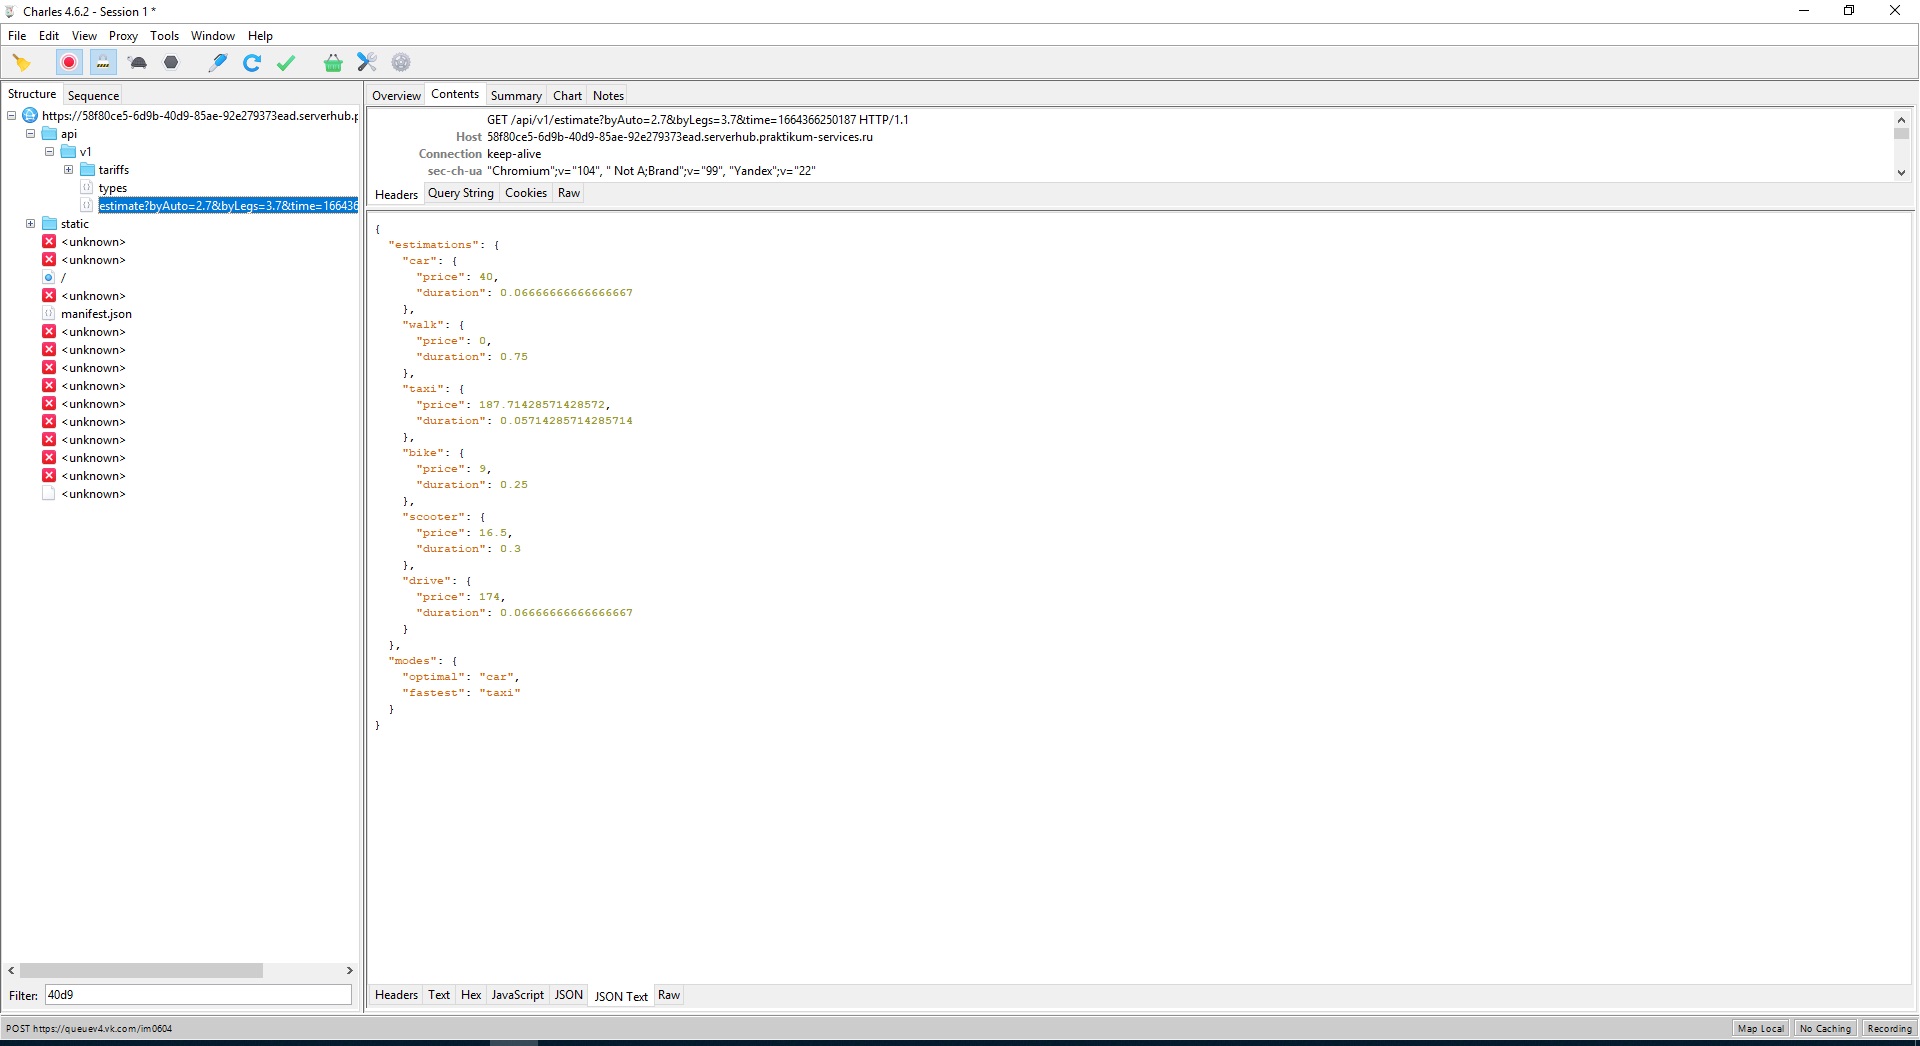 Charles 4.6.2 - Session 1 *
File Edit View Proxy Tools Window Help
Structure Sequence
https://58f80ce5-6d9b-40d9-85ae-92e279373ead.serverhub.p
api
v1
tariffs
types
estimate?byAuto=2.7&byLegs=3.7&time=166436
static
<unknown>
<unknown>
/
<unknown>
manifest.json
<unknown>
<unknown>
<unknown>
<unknown>
<unknown>
<unknown>
<unknown>
<unknown>
<unknown>
<unknown>
Filter: 40d9
Overview Contents Summary Chart Notes
GET /api/v1/estimate?byAuto=2.7&byLegs=3.7&time=1664366250187 HTTP/1.1
Host 58f80ce5-6d9b-40d9-85ae-92e279373ead.serverhub.praktikum-services.ru
Connection keep-alive
sec-ch-ua "Chromium";v="104", " Not A;Brand";v="99", "Yandex";v="22"
Headers Query String Cookies Raw
{
"estimations": {
"car": {
"price": 40,
"duration": 0.06666666666666667
},
"walk": {
"price": 0,
"duration": 0.75
},
"taxi": {
"price": 187.71428571428572,
"duration": 0.05714285714285714
},
"bike": {
"price": 9,
"duration": 0.25
},
"scooter": {
"price": 16.5,
"duration": 0.3
},
"drive": {
"price": 174,
"duration": 0.06666666666666667
}
},
"modes": {
"optimal": "car",
"fastest": "taxi"
}
}
Headers Text Hex JavaScript JSON JSON Text Raw
POST https://queuev4.vk.com/im0604
Map Local No Caching Recording